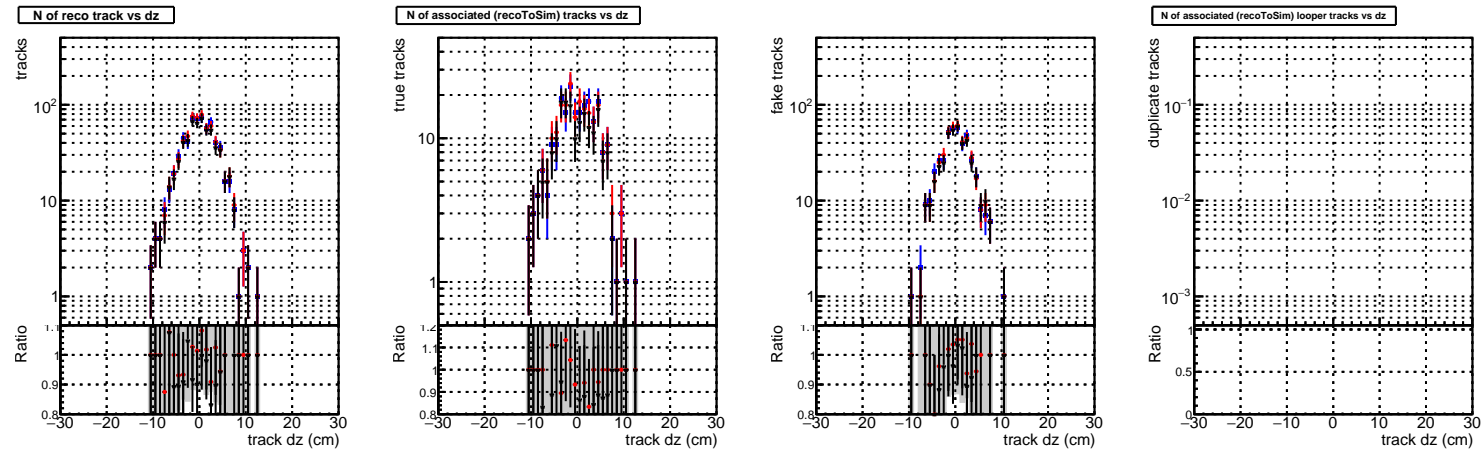 N of reco track vs dz
tracks
10²
10
1
Ratio
1.1
1
0.9
0.8
−30 −20 −10 0 10 20 30
track dz (cm)
N of associated (recoToSim) tracks vs dz
true tracks
10
1
Ratio
1.2
1.1
1
0.9
0.8
−30 −20 −10 0 10 20 30
track dz (cm)
fake tracks
10²
10
1
Ratio
1.1
1
0.9
0.8
−30 −20 −10 0 10 20 30
track dz (cm)
N of associated (recoToSim) looper tracks vs dz
duplicate tracks
10⁻¹
10⁻²
10⁻³
Ratio
1
0.5
0
−30 −20 −10 0 10 20 30
track dz (cm)